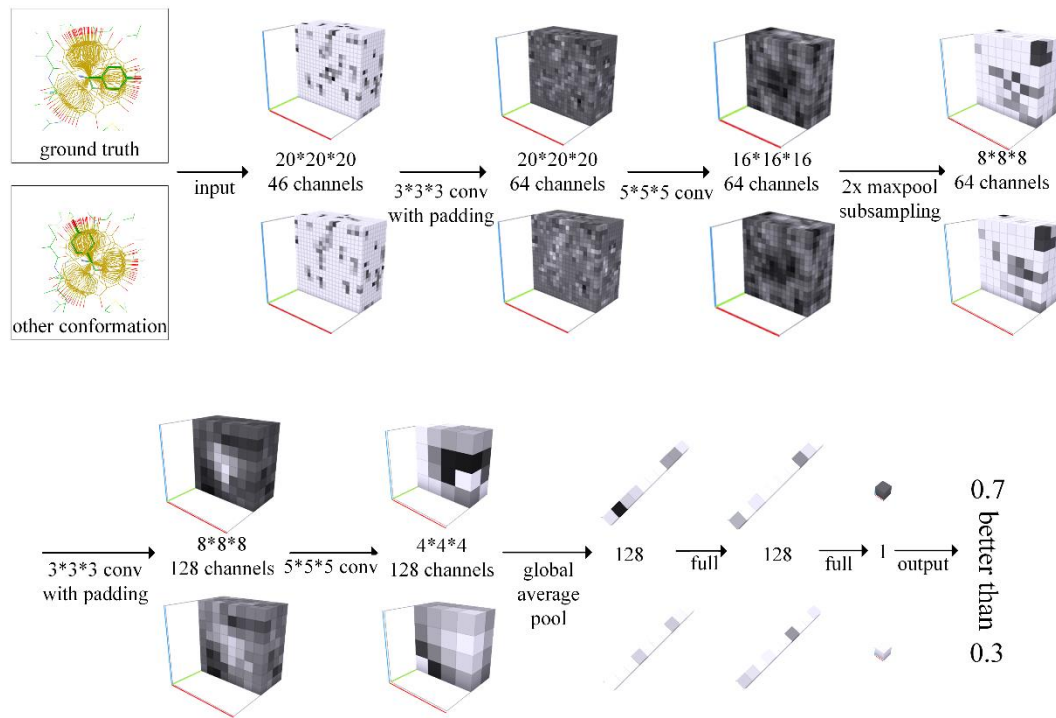 ground truth
other conformation
input
20*20*20
46 channels
3*3*3 conv
with padding
20*20*20
64 channels
5*5*5 conv
16*16*16
64 channels
2x maxpool
subsampling
8*8*8
64 channels
3*3*3 conv
with padding
8*8*8
128 channels
5*5*5 conv
4*4*4
128 channels
global
average
pool
128
full
128
full
1
output
0.7
better than
0.3